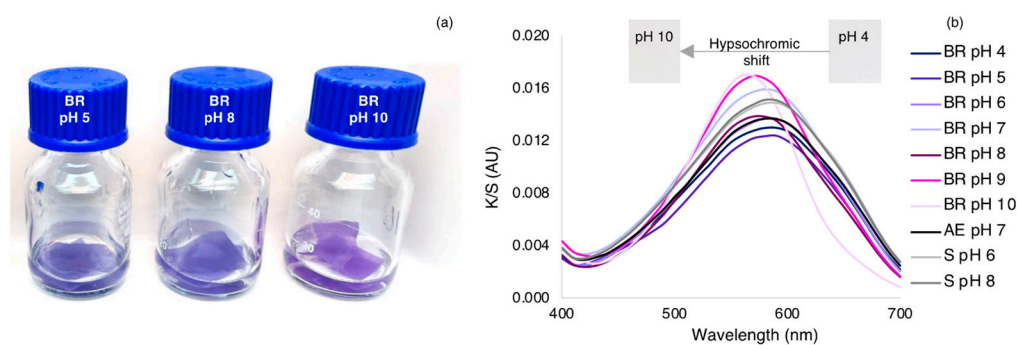 (a)
BR
pH 5
BR
pH 8
BR
pH 10
40
(b)
0.020
0.016
0.012
0.008
0.004
0.000
K/S (AU)
400
500
600
700
Wavelength (nm)
pH 10
Hypsochromic
shift
pH 4
BR pH 4
BR pH 5
BR pH 6
BR pH 7
BR pH 8
BR pH 9
BR pH 10
AE pH 7
S pH 6
S pH 8